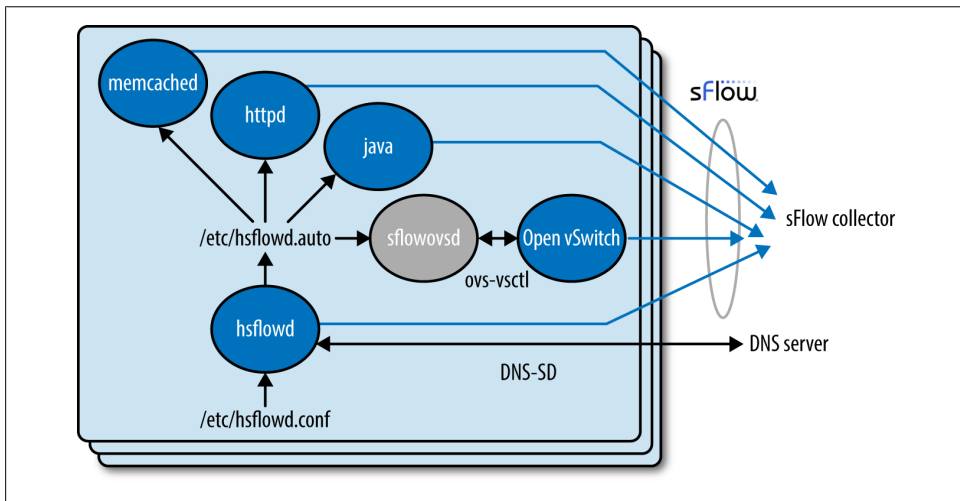 memcached
httpd
java
sFlow
/etc/hsflowd.auto
sflowovsd
Open vSwitch
sFlow collector
ovs-vsctl
hsflowd
DNS server
DNS-SD
/etc/hsflowd.conf